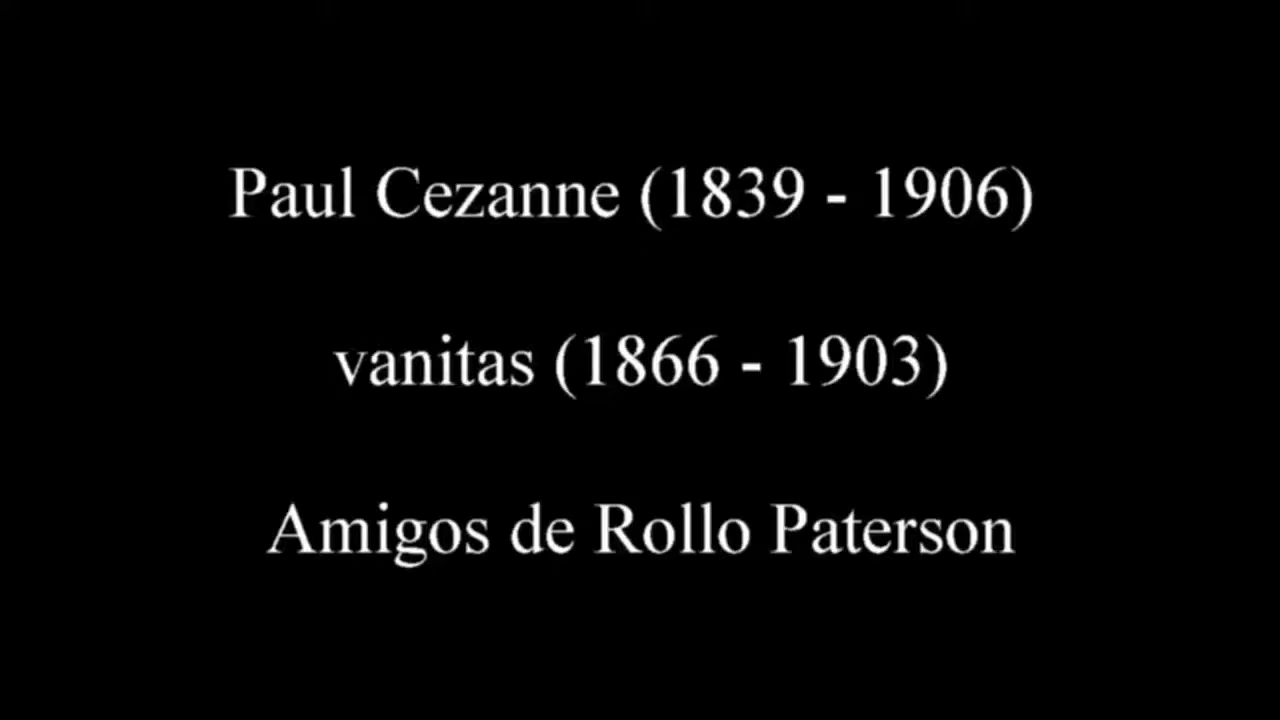 Paul Cezanne (1839 - 1906)
vanitas (1866 - 1903)
Amigos de Rollo Paterson